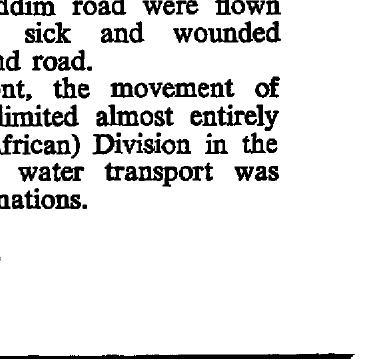 ddim road were flown
sick and wounded
nd road.
nt, the movement of
limited almost entirely
frican) Division in the
water transport was
nations.